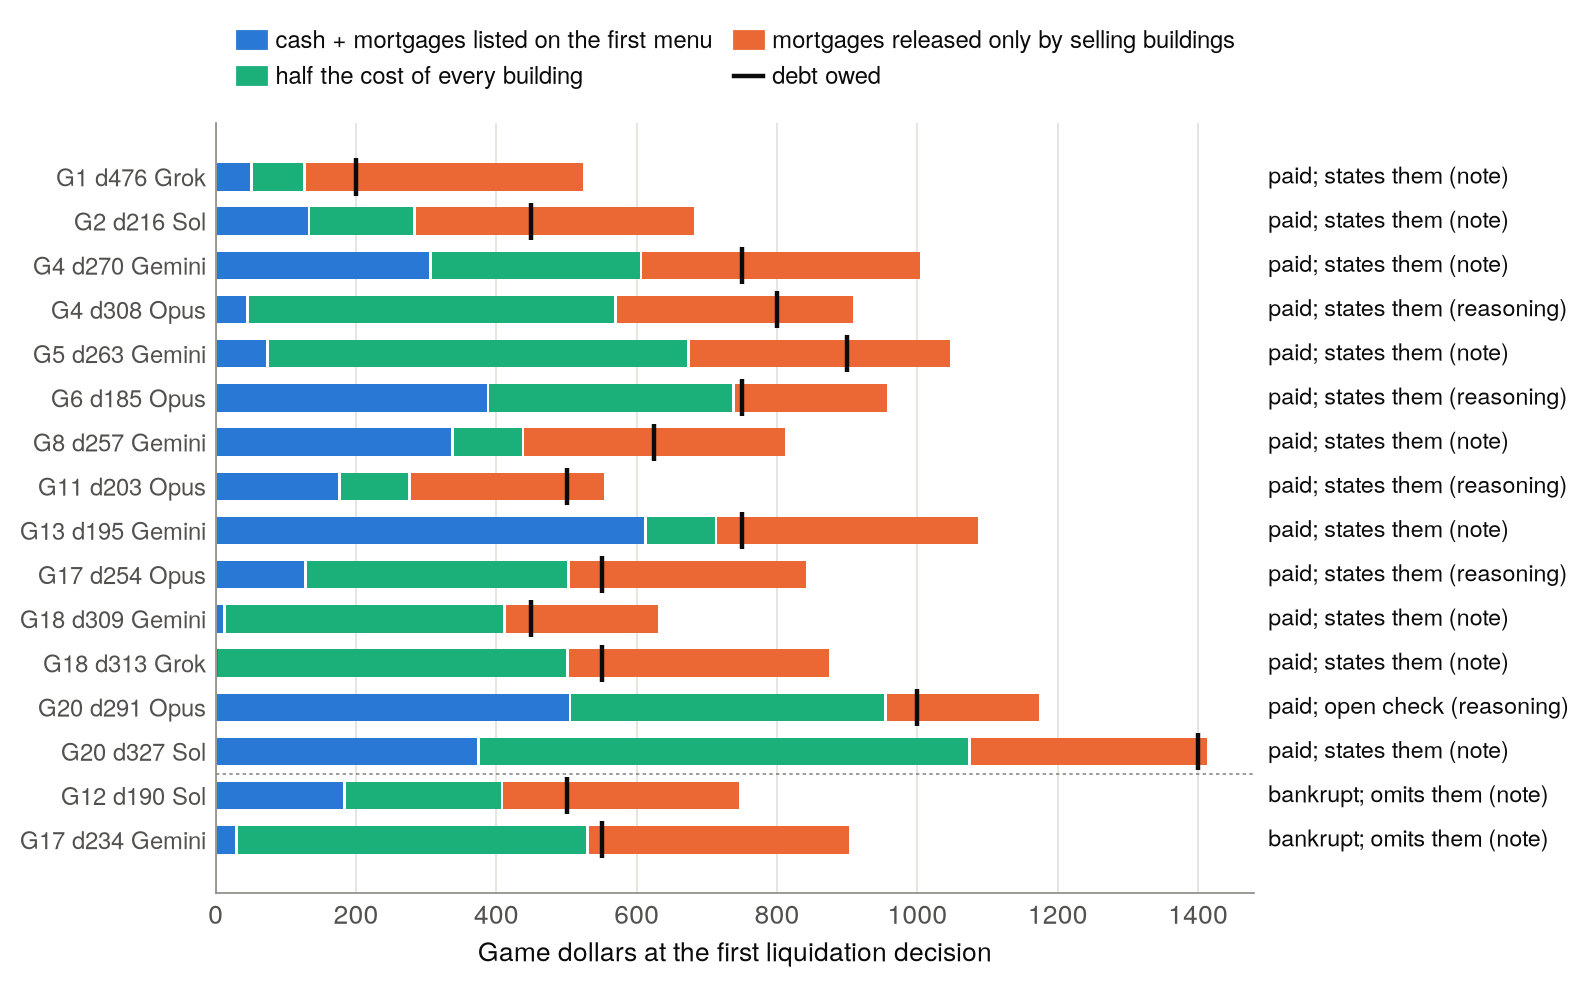 cash + mortgages listed on the first menu
mortgages released only by selling buildings
half the cost of every building
debt owed
G1 d476 Grok paid; states them (note)
G2 d216 Sol paid; states them (note)
G4 d270 Gemini paid; states them (note)
G4 d308 Opus paid; states them (reasoning)
G5 d263 Gemini paid; states them (note)
G6 d185 Opus paid; states them (reasoning)
G8 d257 Gemini paid; states them (note)
G11 d203 Opus paid; states them (reasoning)
G13 d195 Gemini paid; states them (note)
G17 d254 Opus paid; states them (reasoning)
G18 d309 Gemini paid; states them (note)
G18 d313 Grok paid; states them (note)
G20 d291 Opus paid; open check (reasoning)
G20 d327 Sol paid; states them (note)
G12 d190 Sol bankrupt; omits them (note)
G17 d234 Gemini bankrupt; omits them (note)
0 200 400 600 800 1000 1200 1400
Game dollars at the first liquidation decision